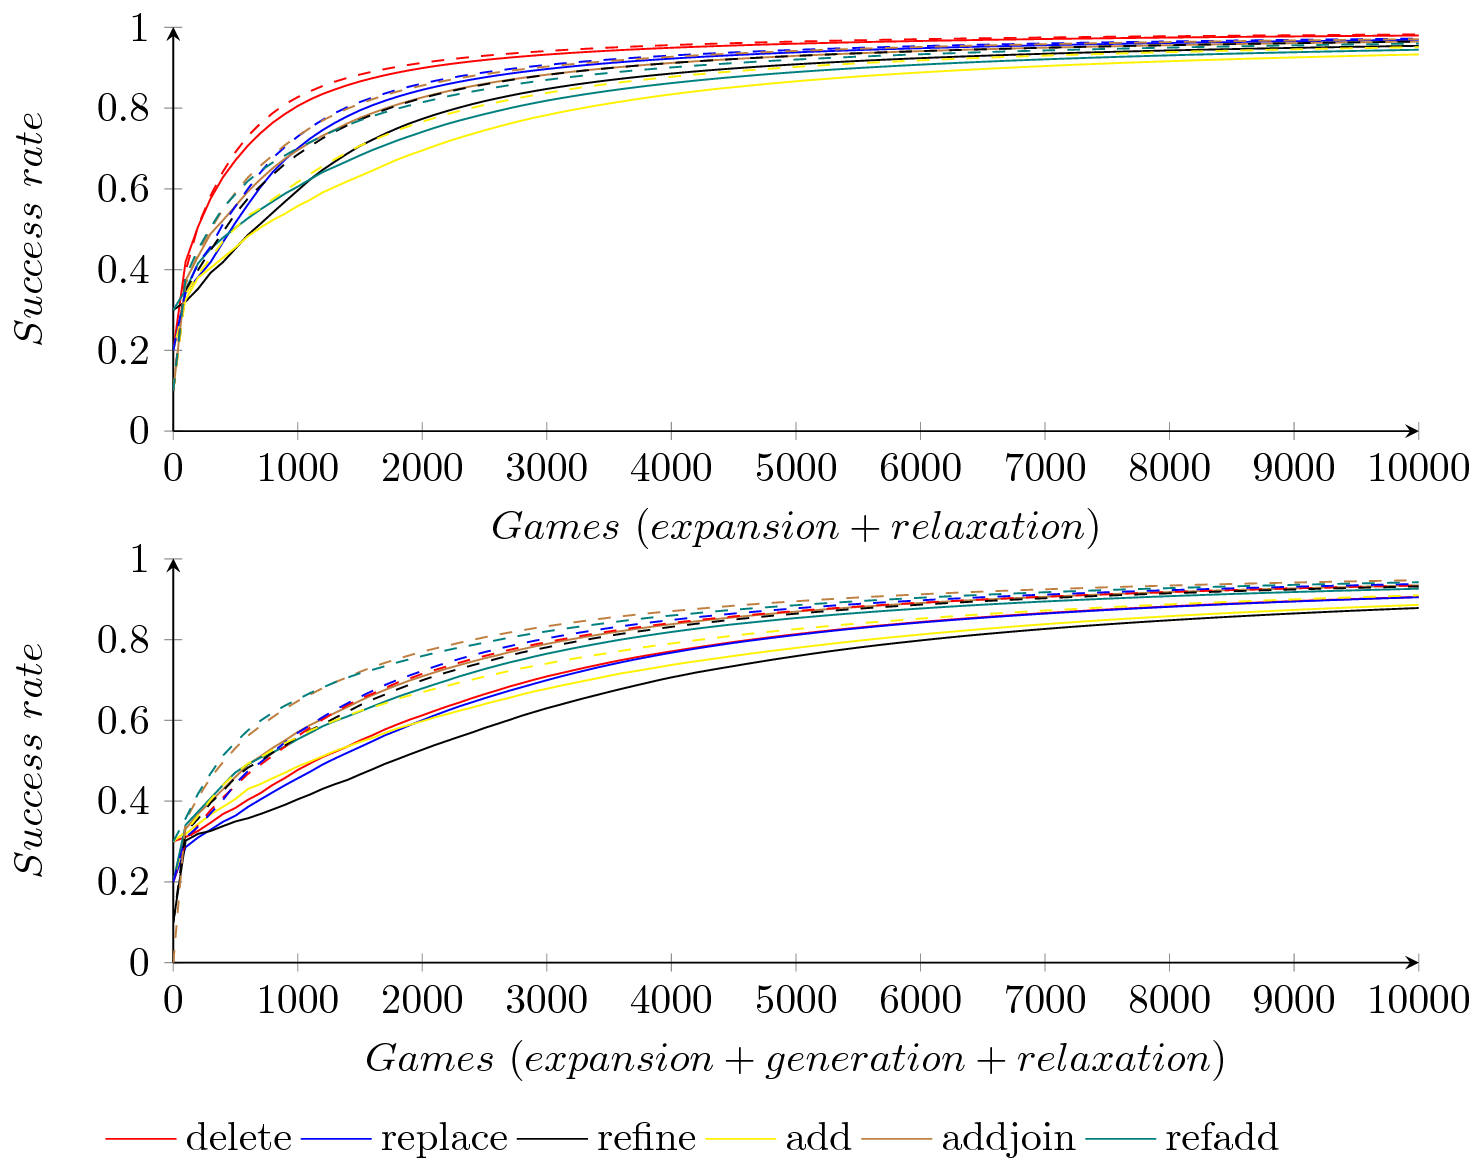 1
0.8
0.6
0.4
0.2
0
Success rate
0 1000 2000 3000 4000 5000 6000 7000 8000 9000 10000
Games (expansion + relaxation)
1
0.8
0.6
0.4
0.2
0
Success rate
0 1000 2000 3000 4000 5000 6000 7000 8000 9000 10000
Games (expansion + generation + relaxation)
delete replace refine add addjoin refadd